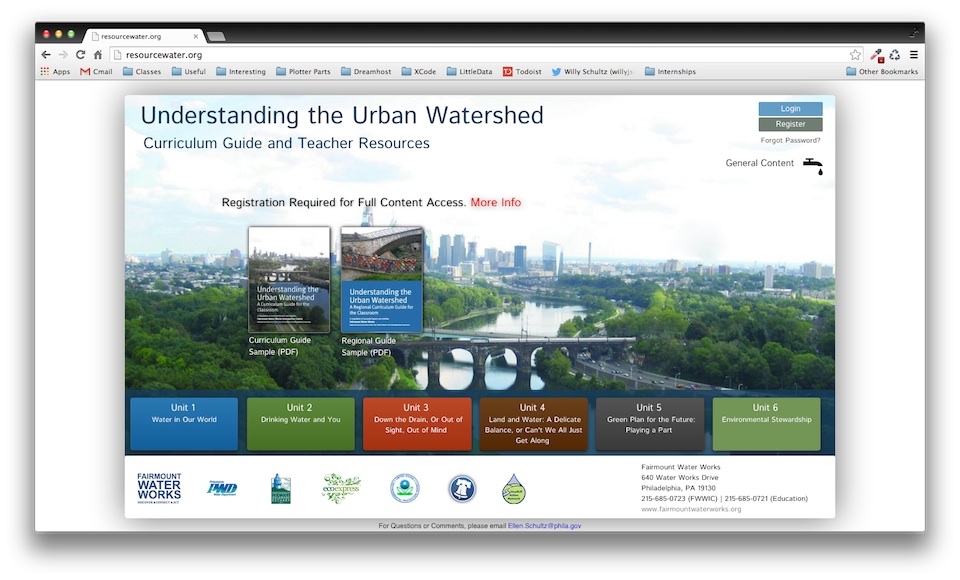 resourcewater.org
resourcewater.org
Apps
Gmail
Classes
Useful
Interesting
Plotter Parts
Dreamhost
XCode
LittleData
Todoist
Willy Schultz (willyjs
Internships
Other Bookmarks
Understanding the Urban Watershed
Curriculum Guide and Teacher Resources
Login
Register
Forgot Password?
General Content
Registration Required for Full Content Access. More Info
Understanding the
Urban Watershed
A Curriculum Guide for the
Classroom
Understanding the
Urban Watershed
A Regional Curriculum Guide for
the Classroom
Curriculum Guide
Sample (PDF)
Regional Guide
Sample (PDF)
Unit 1
Water in Our World
Unit 2
Drinking Water and You
Unit 3
Down the Drain, Or Out of
Sight, Out of Mind
Unit 4
Land and Water: A Delicate
Balance, or Can't We All Just
Get Along
Unit 5
Green Plan for the Future:
Playing a Part
Unit 6
Environmental Stewardship
FAIRMOUNT
WATER
WORKS
PWD
ecoexpress
Fairmount Water Works
640 Water Works Drive
Philadelphia, PA 19130
215-685-0723 (FWWIC) | 215-685-0721 (Education)
www.fairmountwaterworks.org
For Questions or Comments, please email Ellen.Schultz@phila.gov